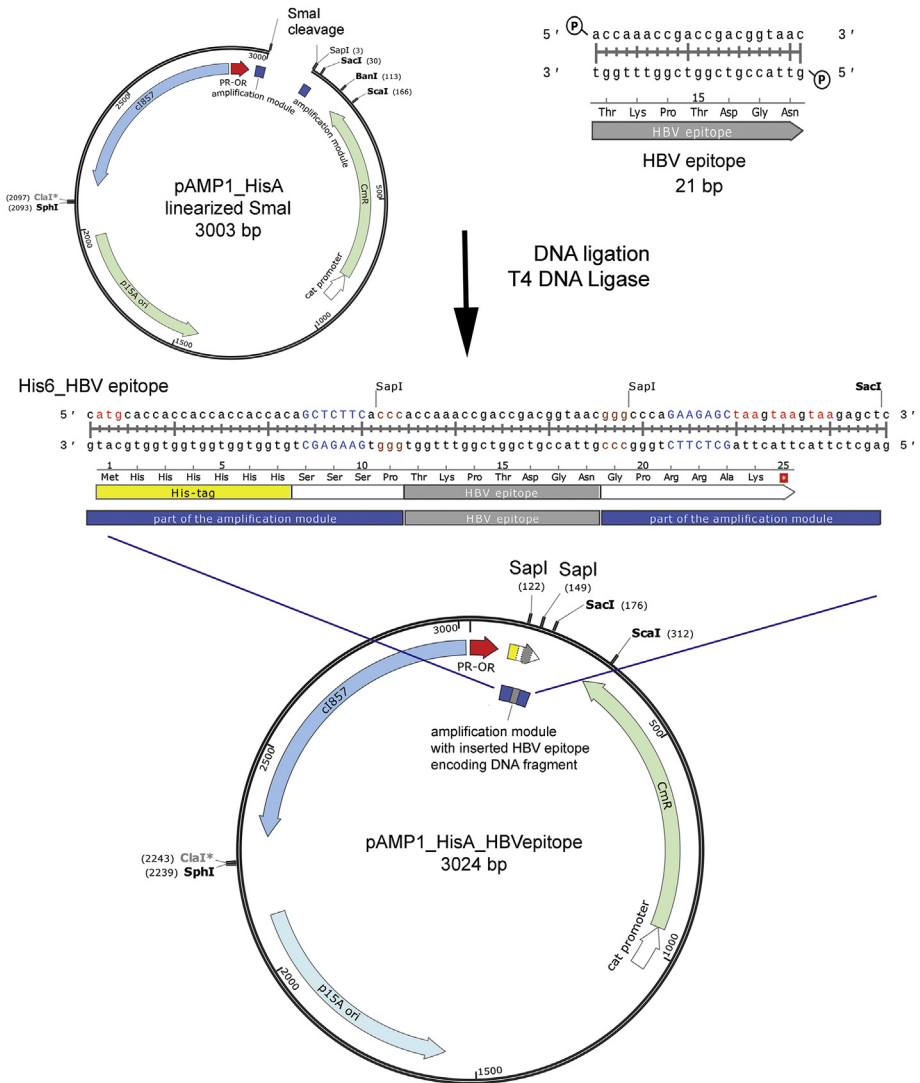 SmaI
cleavage
3000
SapI (3)
SacI (30)
BanI (113)
ScaI (166)
PR-OR
amplification module
amplification module
cI857
2500
CmR
500
(2097) ClaI*
(2093) SphI
2000
pAMP1_HisA
linearized SmaI
3003 bp
p15A ori
cat promoter
1000
1500
5 ′ P accaaaccgaccgacggtaac 3 ′
3 ′ tggtttggctggctgccattg P 5 ′
15
Thr Lys Pro Thr Asp Gly Asn
HBV epitope
HBV epitope
21 bp
DNA ligation
T4 DNA Ligase
His6_HBV epitope
SapI SapI SacI
5 ′ catgcaccaccaccaccaccacaGCTCTTCacccaccaaaccgaccgacggtaacgggcccaGAAGAGCtaagtaagtaagagctc 3 ′
3 ′ gtacgtggtggtggtggtggtgtCGAGAAGtgggtggtttggctggctgccattgcccgggtCTTCTCGattcattcattctcgag 5 ′
1 5 10 15 20 25
Met His His His His His His Ser Ser Ser Pro Thr Lys Pro Thr Asp Gly Asn Gly Pro Arg Arg Ala Lys *
His-tag HBV epitope
part of the amplification module HBV epitope part of the amplification module
SapI SapI
(122) (149)
SacI (176)
3000
ScaI (312)
PR-OR
cI857
amplification module
with inserted HBV epitope
encoding DNA fragment
500
2500
CmR
pAMP1_HisA_HBVepitope
3024 bp
(2243) ClaI*
(2239) SphI
cat promoter
1000
2000
p15A ori
1500